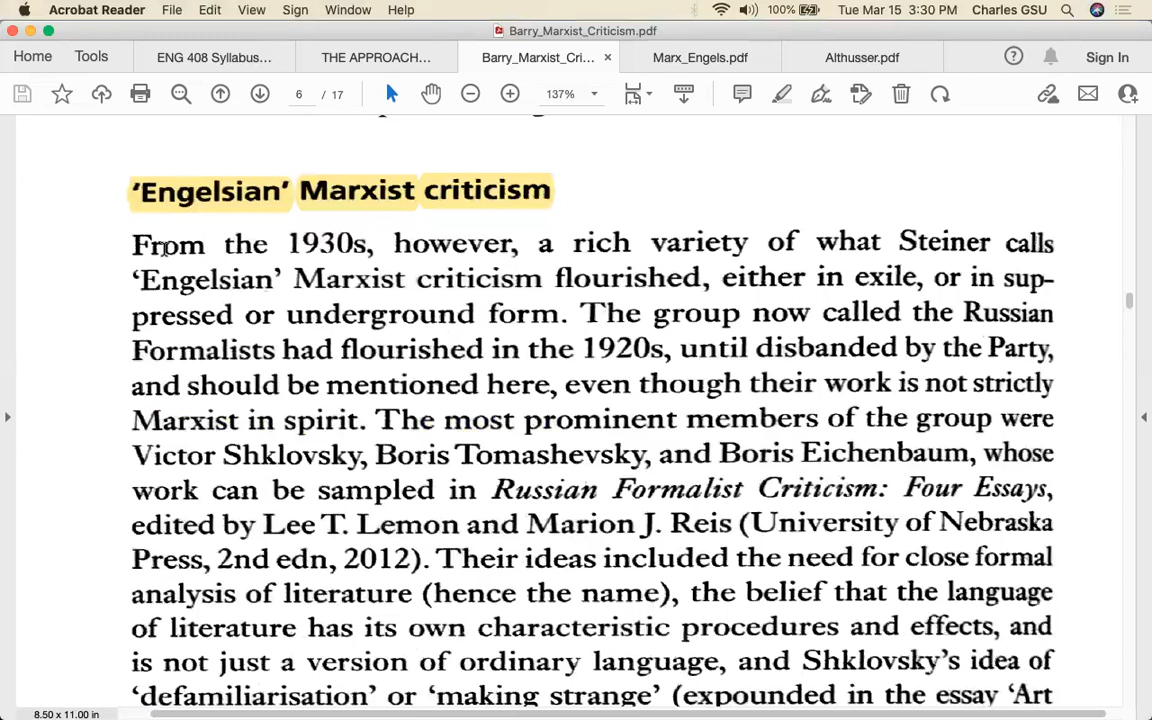 Acrobat Reader File Edit View Sign Window Help 100% Tue Mar 15 3:30 PM Charles GSU
Barry_Marxist_Criticism.pdf
Home Tools ENG 408 Syllabus... THE APPROACH... Barry_Marxist_Cri... × Marx_Engels.pdf Althusser.pdf Sign In
6 / 17 137%
‘Engelsian’ Marxist criticism
From the 1930s, however, a rich variety of what Steiner calls
‘Engelsian’ Marxist criticism flourished, either in exile, or in sup-
pressed or underground form. The group now called the Russian
Formalists had flourished in the 1920s, until disbanded by the Party,
and should be mentioned here, even though their work is not strictly
Marxist in spirit. The most prominent members of the group were
Victor Shklovsky, Boris Tomashevsky, and Boris Eichenbaum, whose
work can be sampled in Russian Formalist Criticism: Four Essays,
edited by Lee T. Lemon and Marion J. Reis (University of Nebraska
Press, 2nd edn, 2012). Their ideas included the need for close formal
analysis of literature (hence the name), the belief that the language
of literature has its own characteristic procedures and effects, and
is not just a version of ordinary language, and Shklovsky’s idea of
‘defamiliarisation’ or ‘making strange’ (expounded in the essay ‘Art
8.50 x 11.00 in